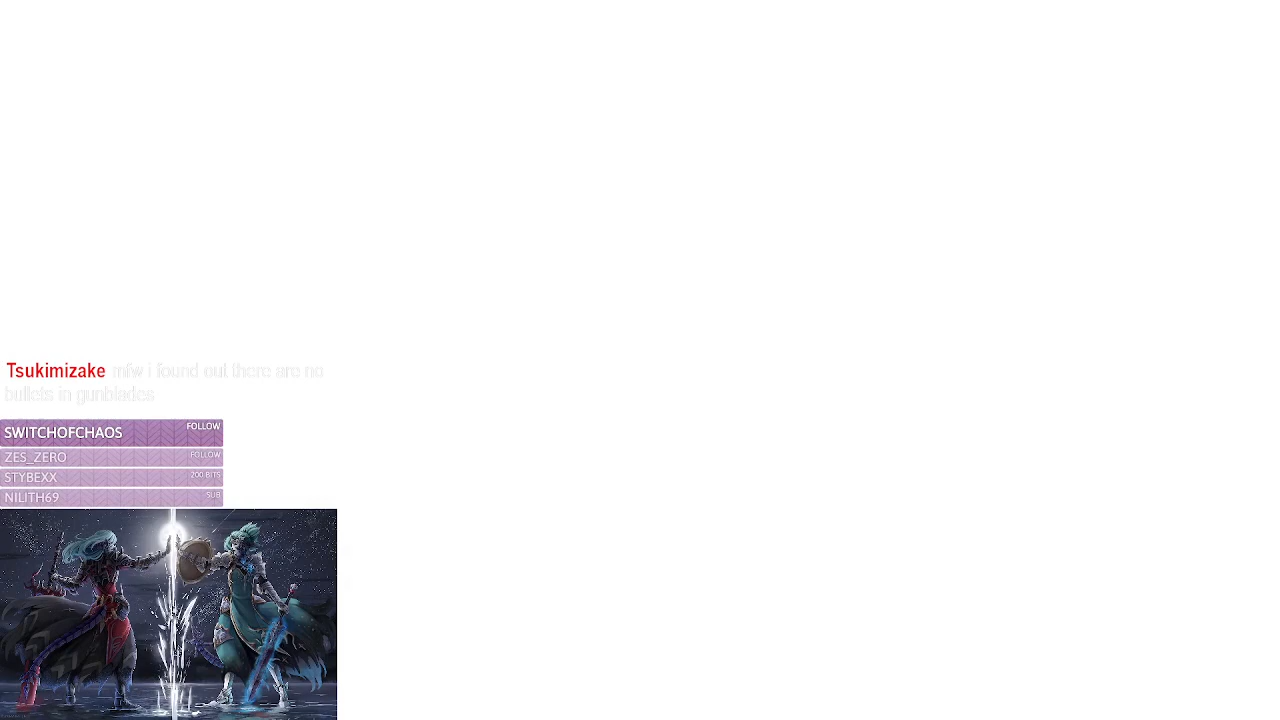 Tsukimizake mfw i found out there are no
bullets in gunblades
SWITCHOFCHAOS FOLLOW
ZES_ZERO FOLLOW
STYBEXX 200 BITS
NILITH69 SUB